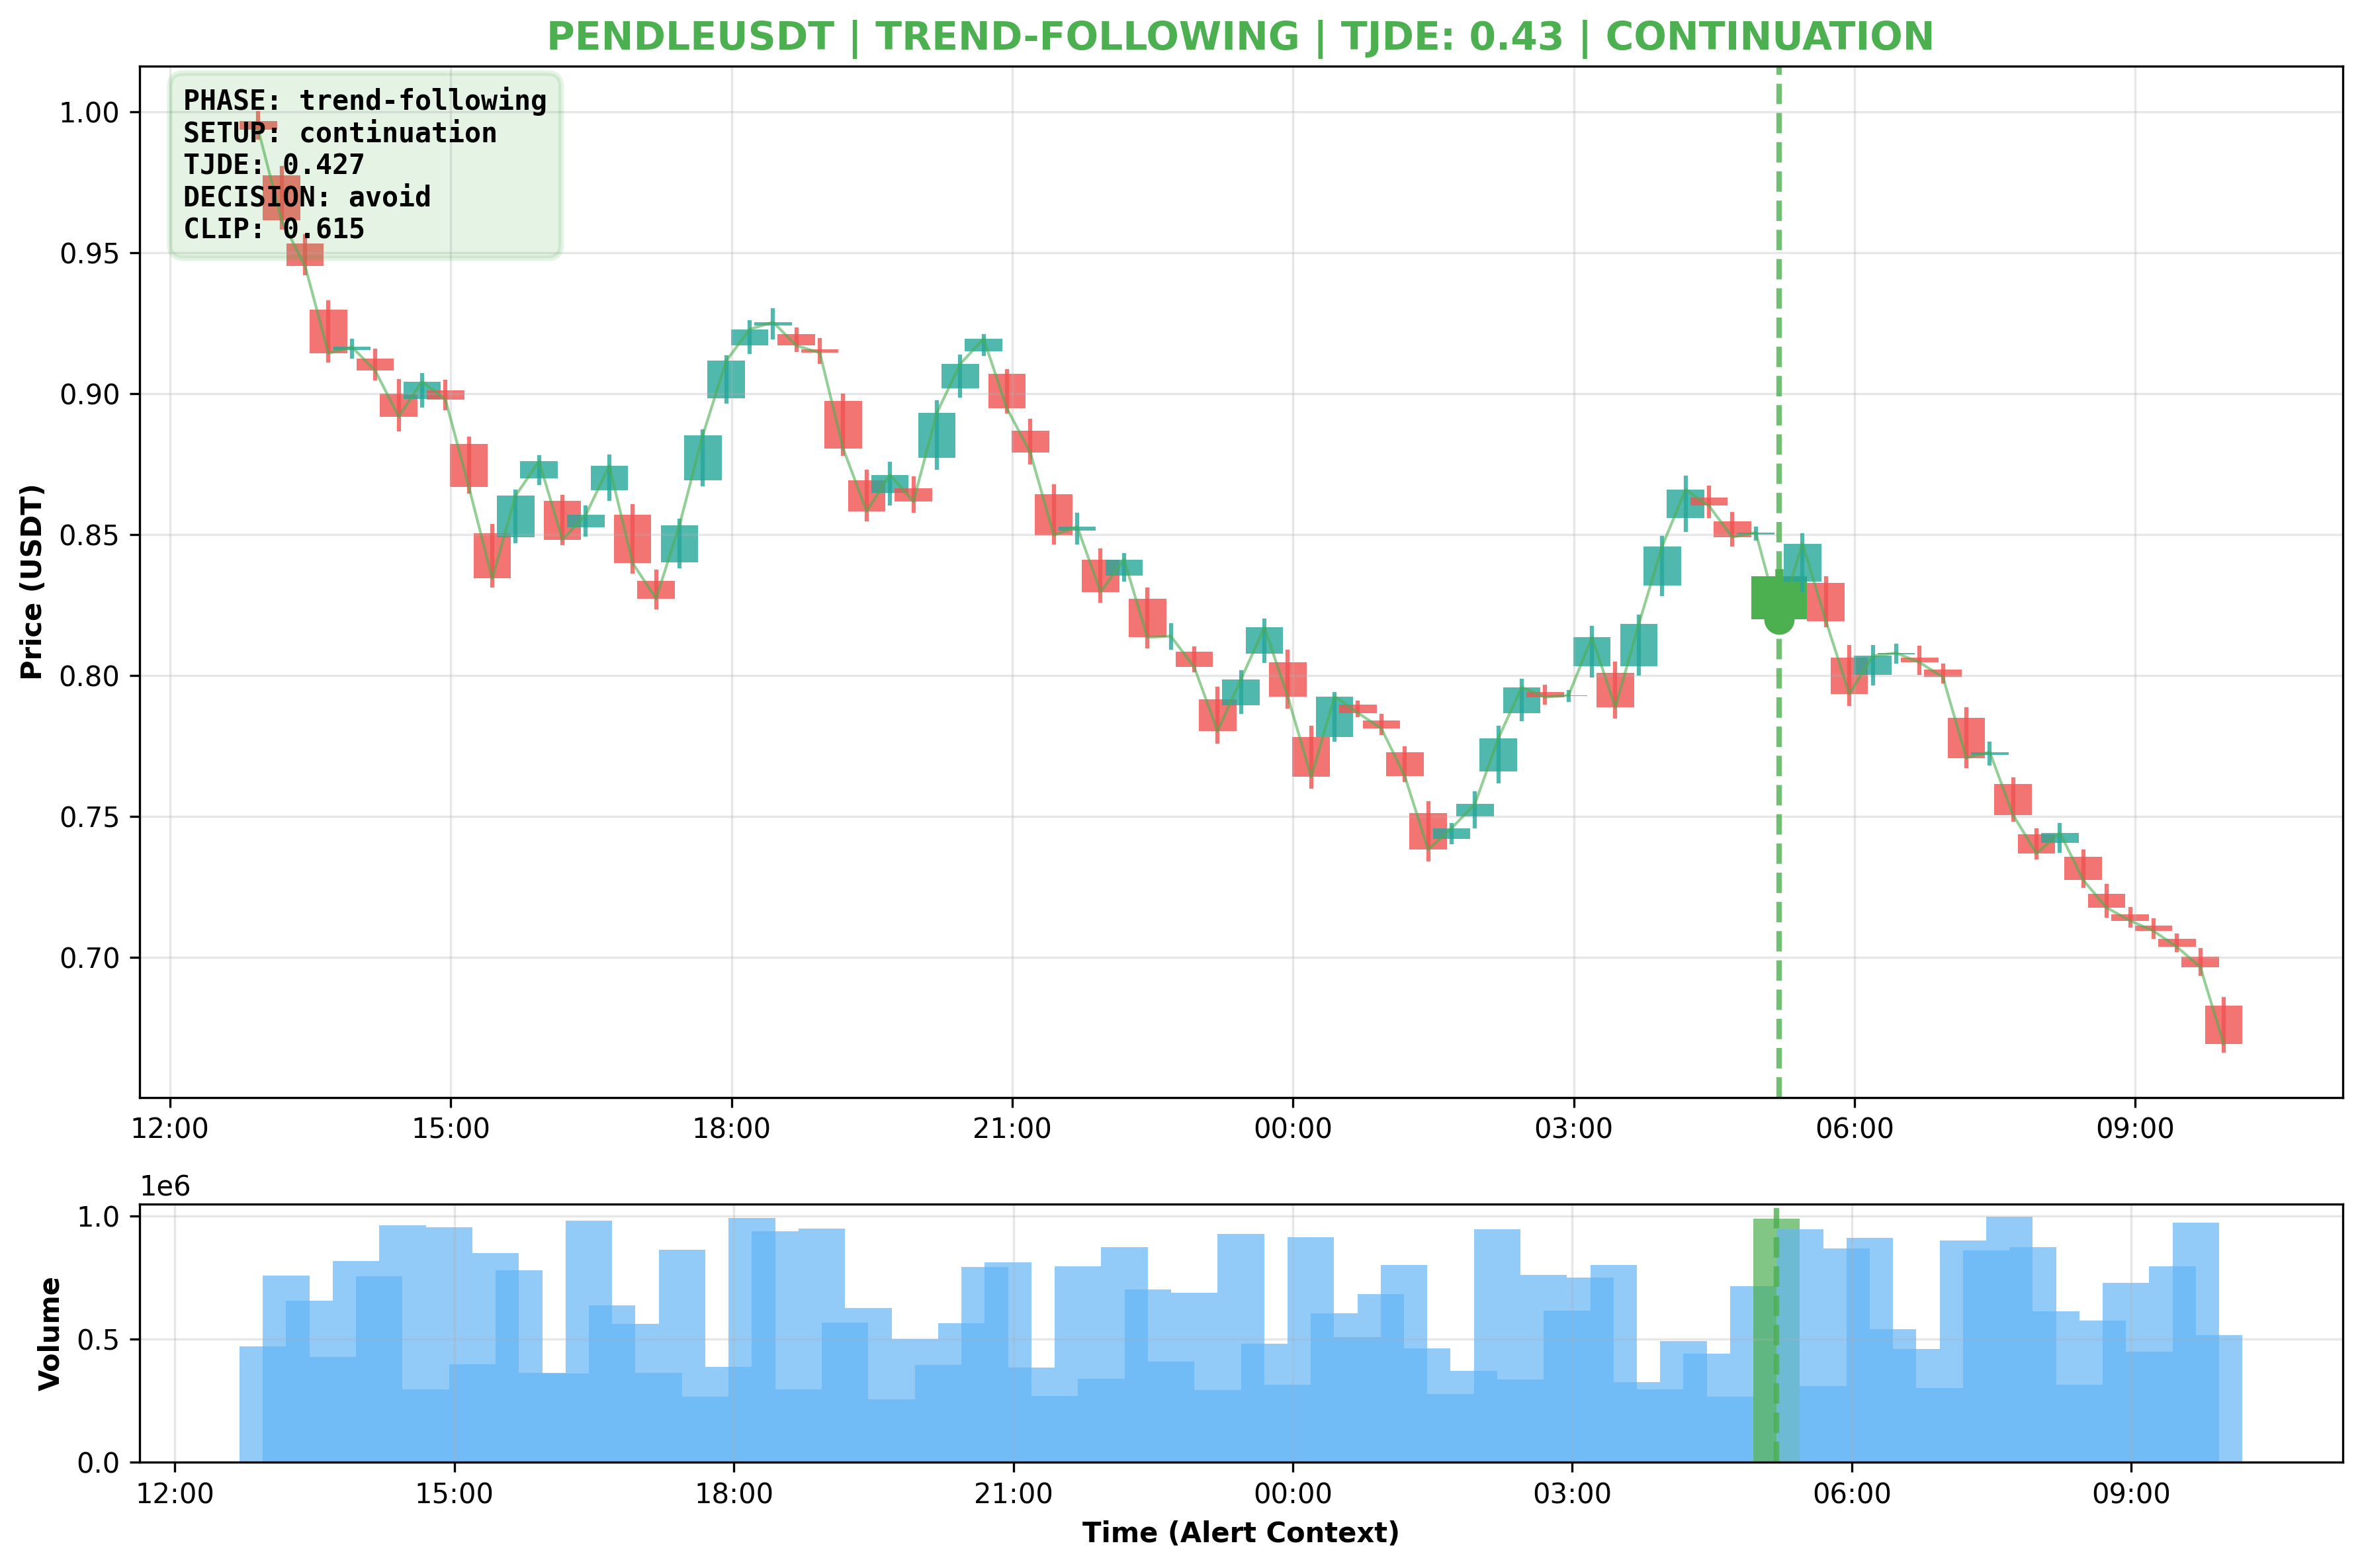 PENDLEUSDT | TREND-FOLLOWING | TJDE: 0.43 | CONTINUATION
PHASE: trend-following
SETUP: continuation
TJDE: 0.427
DECISION: avoid
CLIP: 0.615
Price (USDT)
1.00
0.95
0.90
0.85
0.80
0.75
0.70
12:00 15:00 18:00 21:00 00:00 03:00 06:00 09:00
1e6
Volume
1.0
0.5
0.0
12:00 15:00 18:00 21:00 00:00 03:00 06:00 09:00
Time (Alert Context)